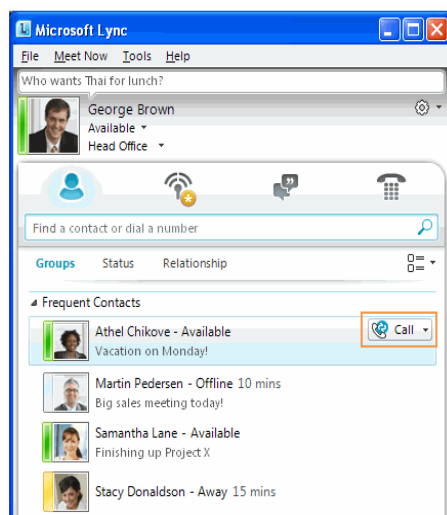 Microsoft Lync
File Meet Now Tools Help
Who wants Thai for lunch?
George Brown
Available
Head Office
Find a contact or dial a number
Groups Status Relationship
Frequent Contacts
Athel Chikove - Available
Call
Vacation on Monday!
Martin Pedersen - Offline 10 mins
Big sales meeting today!
Samantha Lane - Available
Finishing up Project X
Stacy Donaldson - Away 15 mins